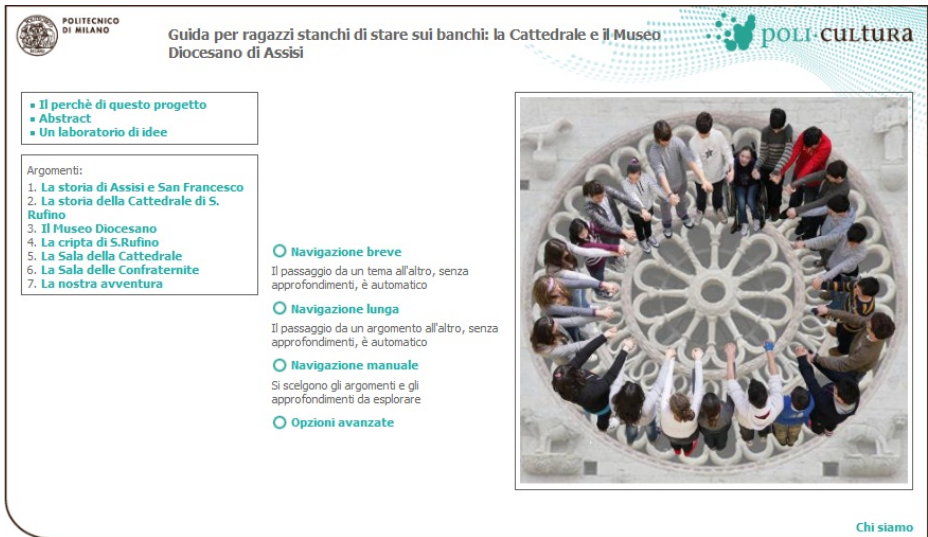 POLITECNICO
DI MILANO
Guida per ragazzi stanchi di stare sui banchi: la Cattedrale e il Museo
Diocesano di Assisi
POLI·CULTURA
Il perchè di questo progetto
Abstract
Un laboratorio di idee
Argomenti:
1. La storia di Assisi e San Francesco
2. La storia della Cattedrale di S.
Rufino
3. Il Museo Diocesano
4. La cripta di S.Rufino
5. La Sala della Cattedrale
6. La Sala delle Confraternite
7. La nostra avventura
Navigazione breve
Il passaggio da un tema all'altro, senza
approfondimenti, è automatico
Navigazione lunga
Il passaggio da un argomento all'altro, senza
approfondimenti, è automatico
Navigazione manuale
Si scelgono gli argomenti e gli
approfondimenti da esplorare
Opzioni avanzate
Chi siamo